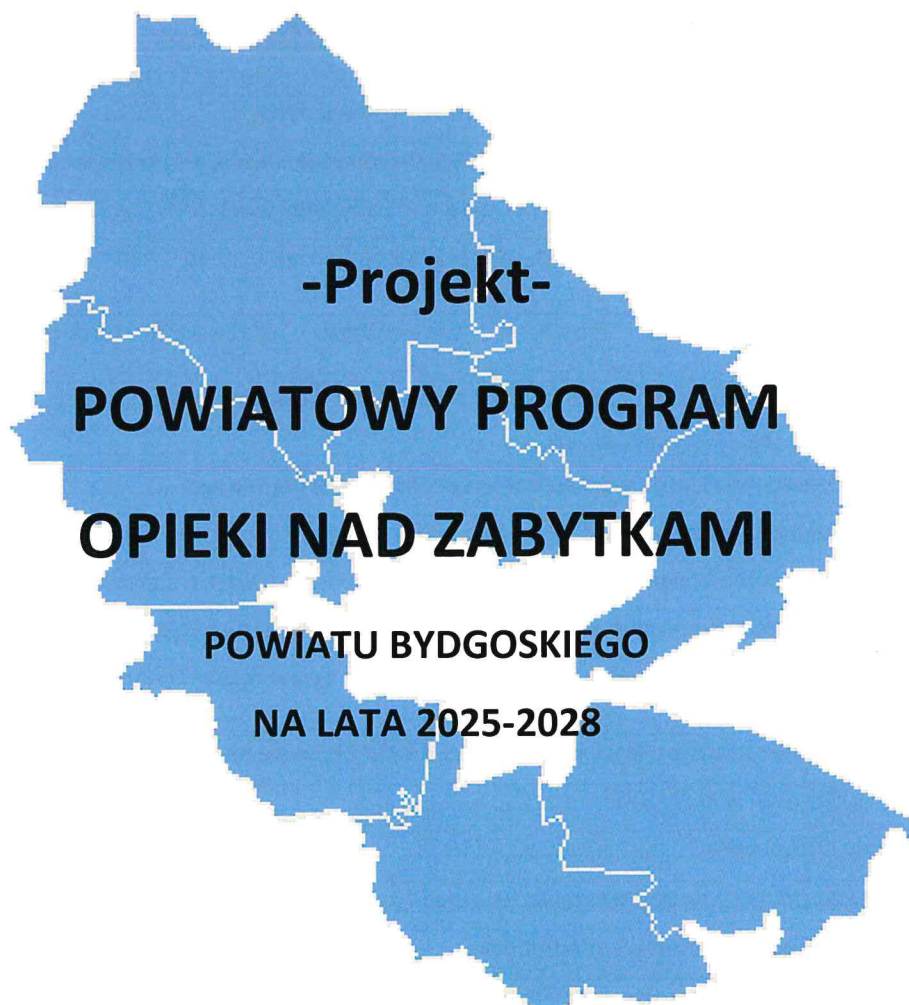 -Projekt-
POWIATOWY PROGRAM
OPIEKI NAD ZABYTKAMI
POWIATU BYDGOSKIEGO
NA LATA 2025-2028